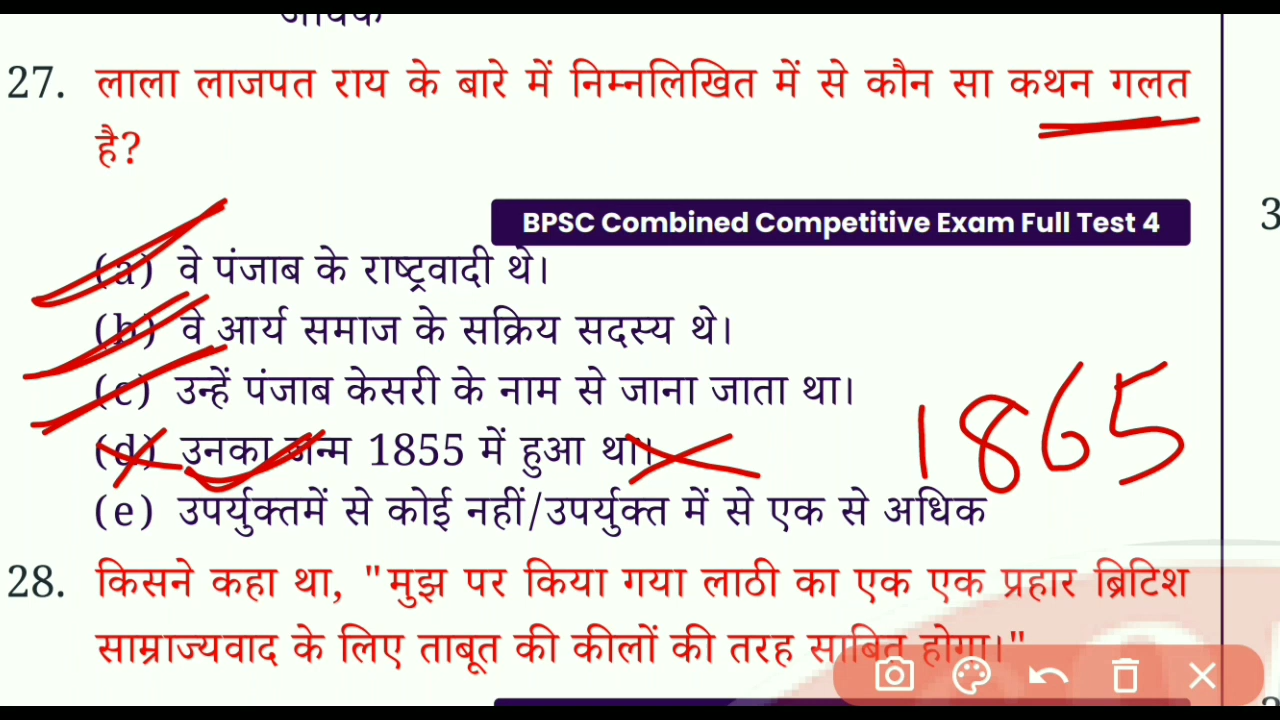 27. लाला लाजपत राय के बारे में निम्नलिखित में से कौन सा कथन गलत
है?
BPSC Combined Competitive Exam Full Test 4
(a) वे पंजाब के राष्ट्रवादी थे।
(b) वे आर्य समाज के सक्रिय सदस्य थे।
(c) उन्हें पंजाब केसरी के नाम से जाना जाता था।
(d) उनका जन्म 1855 में हुआ था।
1865
(e) उपर्युक्तमें से कोई नहीं/उपर्युक्त में से एक से अधिक
28. किसने कहा था, "मुझ पर किया गया लाठी का एक एक प्रहार ब्रिटिश
साम्राज्यवाद के लिए ताबूत की कीलों की तरह साबित होगा।"
3